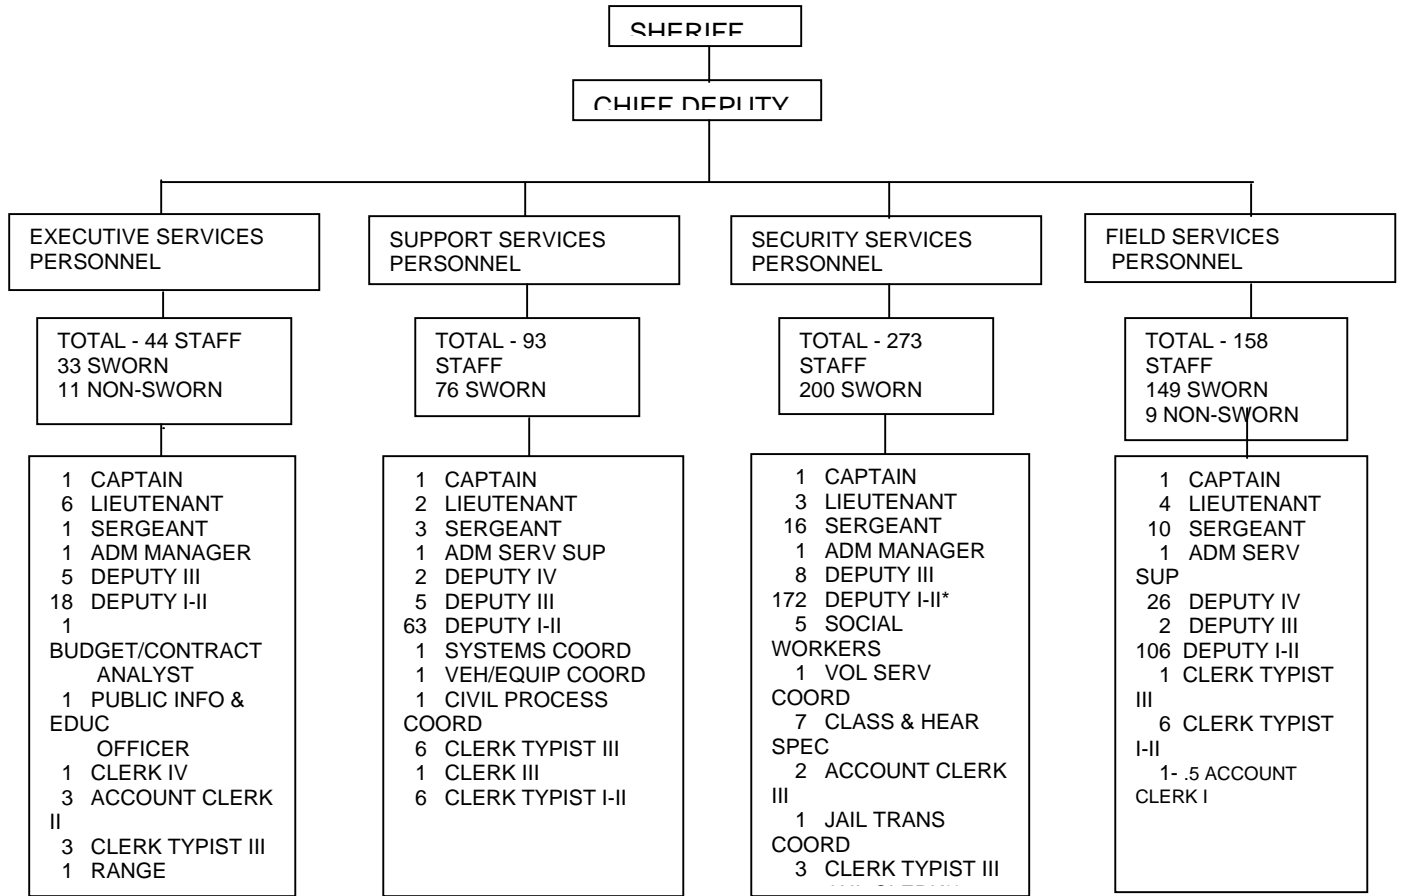 SHERIFF
CHIEF DEPUTY
EXECUTIVE SERVICES
PERSONNEL
TOTAL - 44 STAFF
33 SWORN
11 NON-SWORN
1 CAPTAIN
6 LIEUTENANT
1 SERGEANT
1 ADM MANAGER
5 DEPUTY III
18 DEPUTY I-II
1
BUDGET/CONTRACT
ANALYST
1 PUBLIC INFO &
EDUC
OFFICER
1 CLERK IV
3 ACCOUNT CLERK
II
3 CLERK TYPIST III
1 RANGE
SUPPORT SERVICES
PERSONNEL
TOTAL - 93
STAFF
76 SWORN
1 CAPTAIN
2 LIEUTENANT
3 SERGEANT
1 ADM SERV SUP
2 DEPUTY IV
5 DEPUTY III
63 DEPUTY I-II
1 SYSTEMS COORD
1 VEH/EQUIP COORD
1 CIVIL PROCESS
COORD
6 CLERK TYPIST III
1 CLERK III
6 CLERK TYPIST I-II
SECURITY SERVICES
PERSONNEL
TOTAL - 273
STAFF
200 SWORN
1 CAPTAIN
3 LIEUTENANT
16 SERGEANT
1 ADM MANAGER
8 DEPUTY III
172 DEPUTY I-II*
5 SOCIAL
WORKERS
1 VOL SERV
COORD
7 CLASS & HEAR
SPEC
2 ACCOUNT CLERK
III
1 JAIL TRANS
COORD
3 CLERK TYPIST III
FIELD SERVICES
PERSONNEL
TOTAL - 158
STAFF
149 SWORN
9 NON-SWORN
1 CAPTAIN
4 LIEUTENANT
10 SERGEANT
1 ADM SERV
SUP
26 DEPUTY IV
2 DEPUTY III
106 DEPUTY I-II
1 CLERK TYPIST
III
6 CLERK TYPIST
I-II
1- .5 ACCOUNT
CLERK I